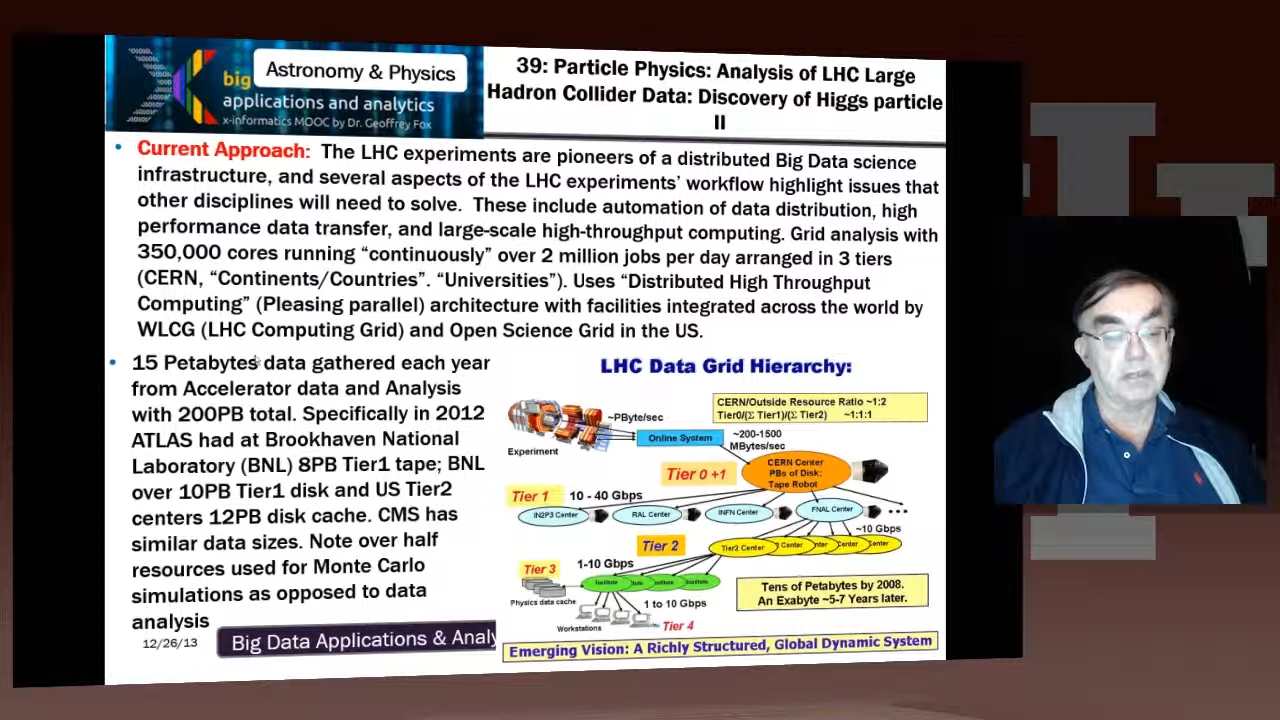 big
Astronomy & Physics
applications and analytics
x-informatics MOOC by Dr. Geoffrey Fox
39: Particle Physics: Analysis of LHC Large
Hadron Collider Data: Discovery of Higgs particle
II
• Current Approach: The LHC experiments are pioneers of a distributed Big Data science
infrastructure, and several aspects of the LHC experiments' workflow highlight issues that
other disciplines will need to solve. These include automation of data distribution, high
performance data transfer, and large-scale high-throughput computing. Grid analysis with
350,000 cores running "continuously" over 2 million jobs per day arranged in 3 tiers
(CERN, "Continents/Countries". "Universities"). Uses "Distributed High Throughput
Computing" (Pleasing parallel) architecture with facilities integrated across the world by
WLCG (LHC Computing Grid) and Open Science Grid in the US.
• 15 Petabytes data gathered each year
from Accelerator data and Analysis
with 200PB total. Specifically in 2012
ATLAS had at Brookhaven National
Laboratory (BNL) 8PB Tier1 tape; BNL
over 10PB Tier1 disk and US Tier2
centers 12PB disk cache. CMS has
similar data sizes. Note over half
resources used for Monte Carlo
simulations as opposed to data
analysis
12/26/13
Big Data Applications & Analy
LHC Data Grid Hierarchy:
CERN/Outside Resource Ratio ~1:2
Tier0/(Σ Tier1)/(Σ Tier2) ~1:1:1
~PByte/sec
Online System
~200-1500
MBytes/sec
Experiment
Tier 0 +1
CERN Center
PBs of Disk;
Tape Robot
Tier 1
10 - 40 Gbps
IN2P3 Center
RAL Center
INFN Center
FNAL Center
~10 Gbps
Tier 2
Tier2 Center
Center
Center
Center
1-10 Gbps
Tier 3
Institute
Institute
Physics data cache
1 to 10 Gbps
Workstations
Tier 4
Tens of Petabytes by 2008.
An Exabyte ~5-7 Years later.
Emerging Vision: A Richly Structured, Global Dynamic System